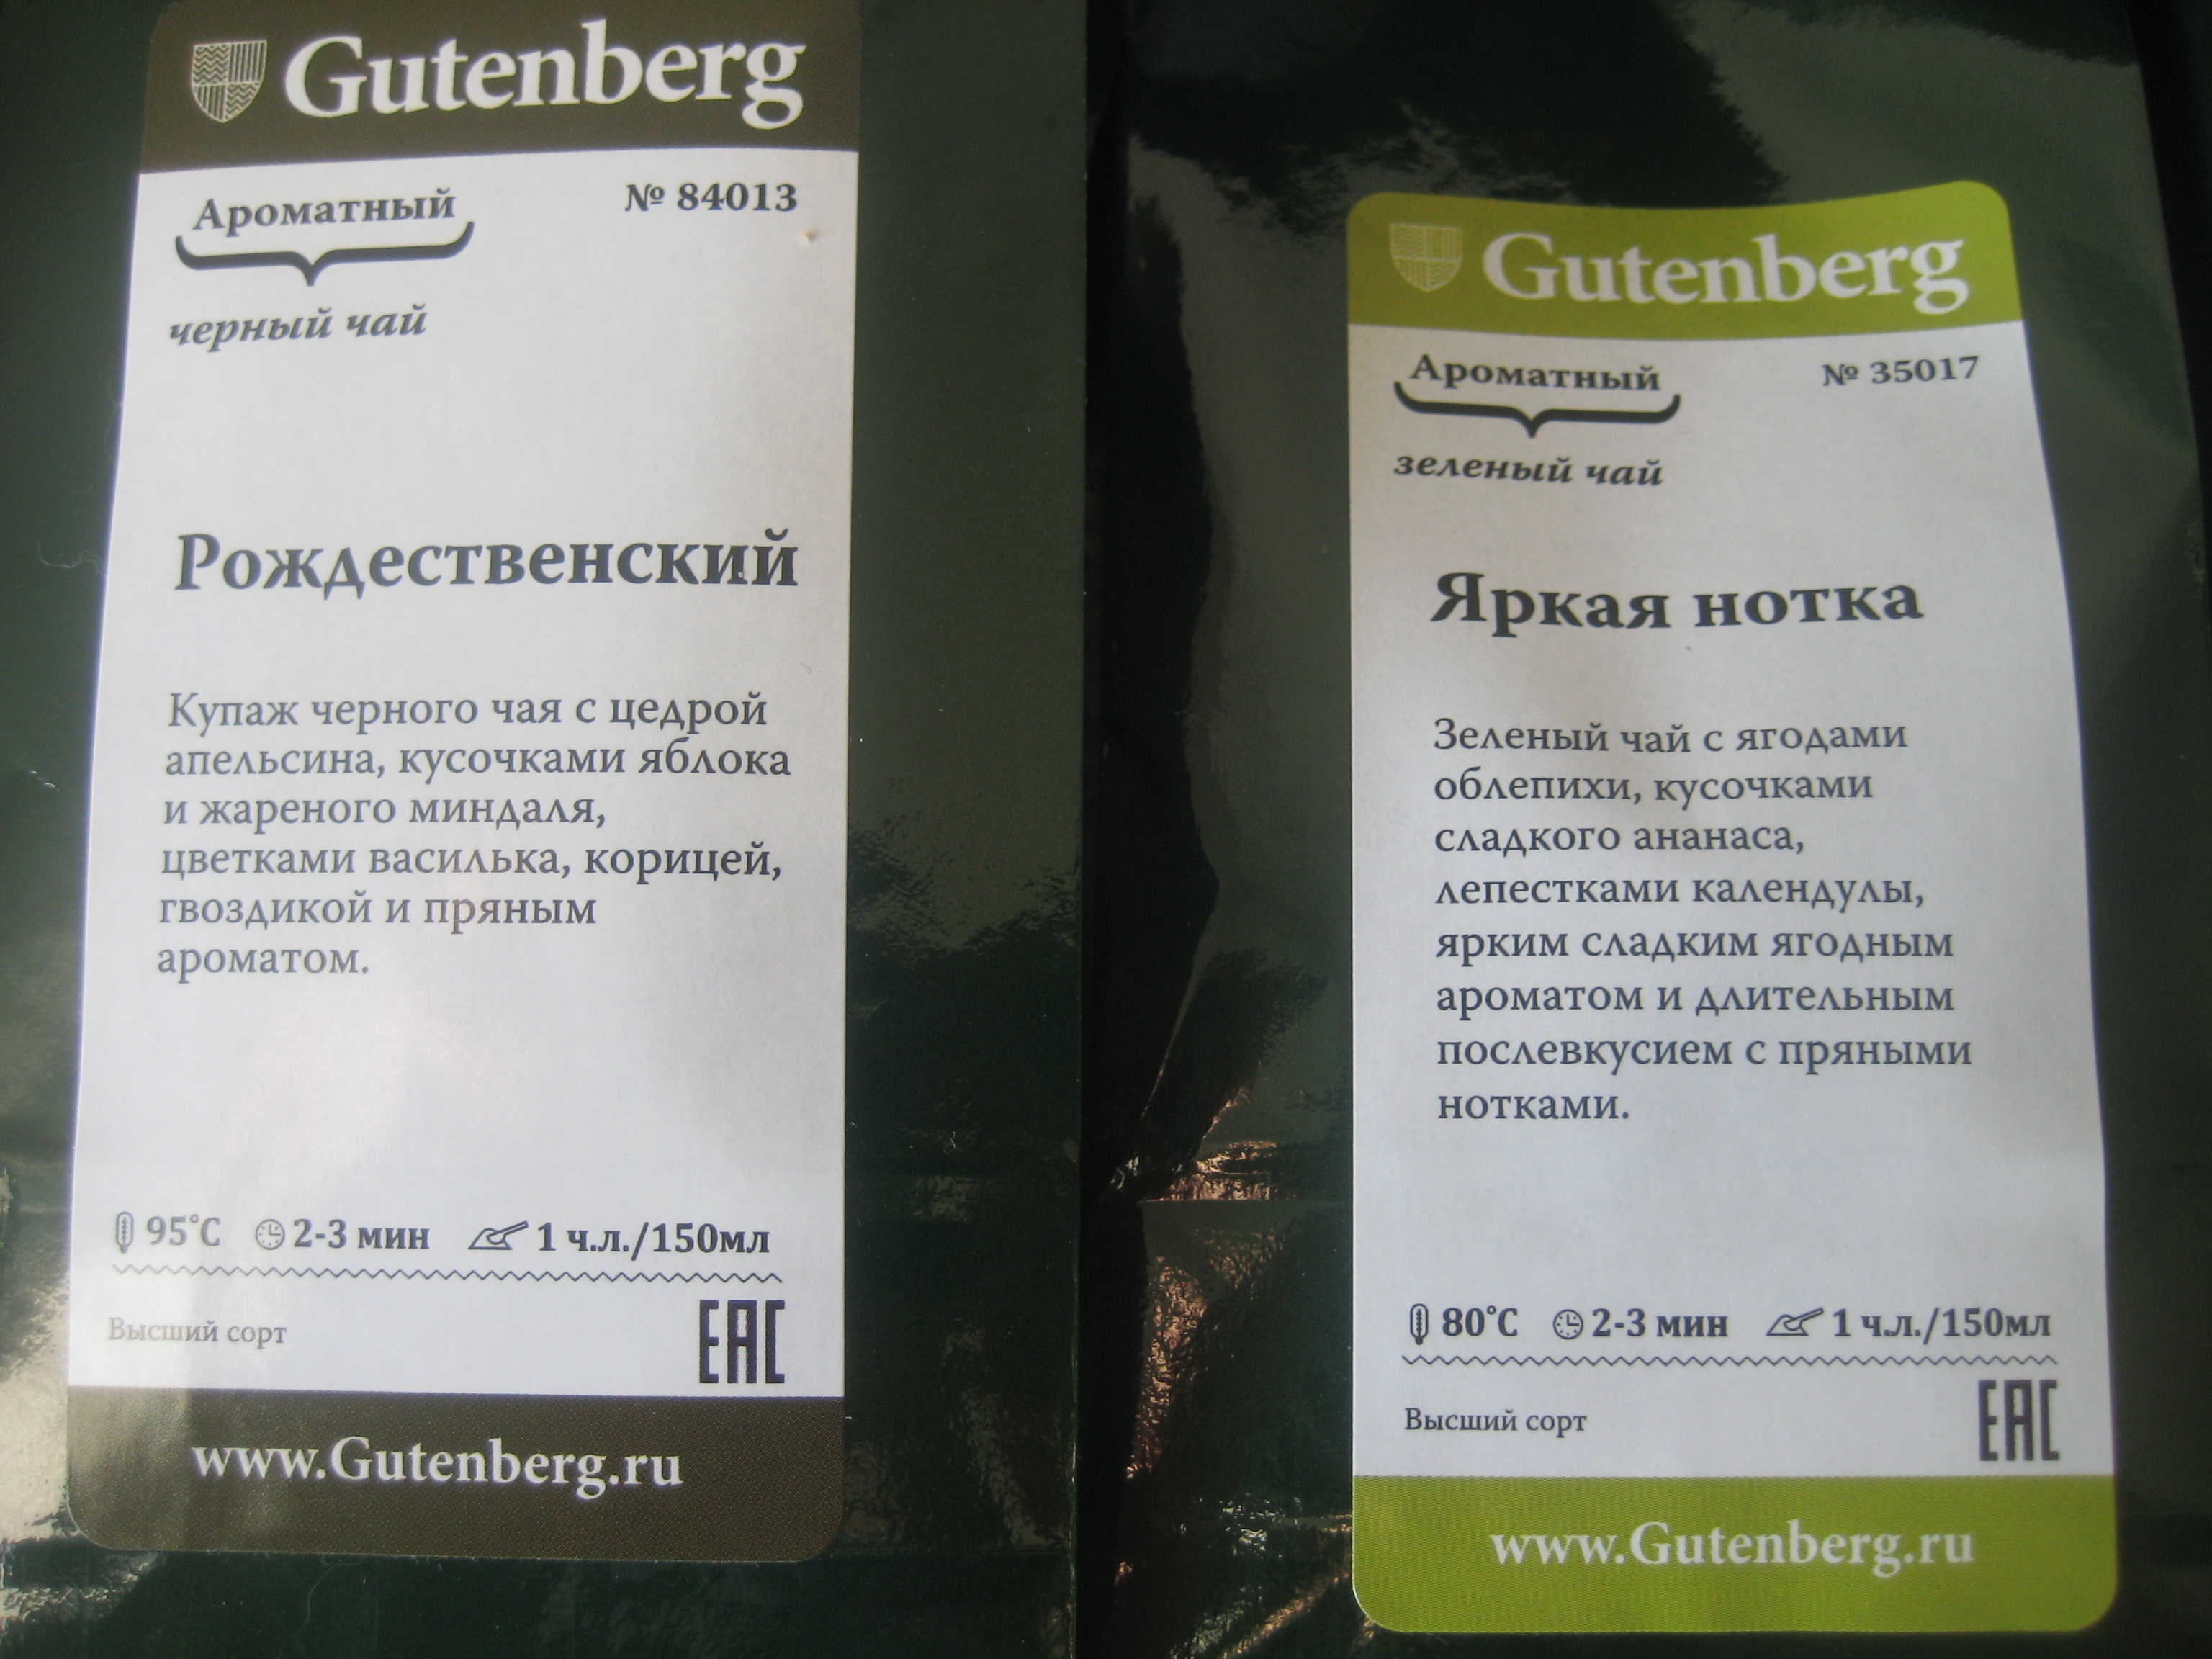 Gutenberg
Ароматный
№ 84013
черный чай
Рождественский
Купаж черного чая с цедрой
апельсина, кусочками яблока
и жареного миндаля,
цветками василька, корицей,
гвоздикой и пряным
ароматом.
95°C 2-3 мин 1 ч.л./150мл
Высший сорт
EAC
www.Gutenberg.ru
Gutenberg
Ароматный
№ 35017
зеленый чай
Яркая нотка
Зеленый чай с ягодами
облепихи, кусочками
сладкого ананаса,
лепестками календулы,
ярким сладким ягодным
ароматом и длительным
послевкусием с пряными
нотками.
80°C 2-3 мин 1 ч.л./150мл
Высший сорт
EAC
www.Gutenberg.ru